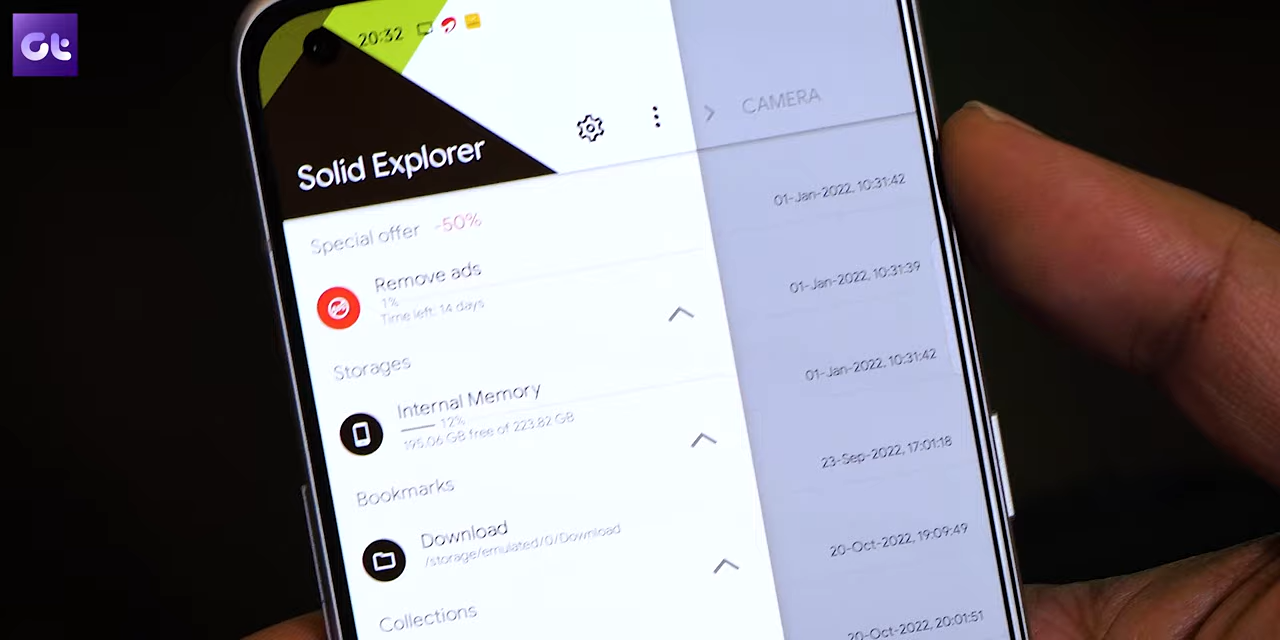 Gt
20:32
CAMERA
Solid Explorer
01-Jan-2022, 10:31:42
Special offer -50%
Remove ads
1%
Time left: 14 days
01-Jan-2022, 10:31:39
Storages
Internal Memory
12%
195.06 GB free of 223.82 GB
01-Jan-2022, 10:31:42
Bookmarks
23-Sep-2022, 17:01:18
Download
/storage/emulated/0/Download
20-Oct-2022, 19:09:49
Collections
20-Oct-2022, 20:01:51